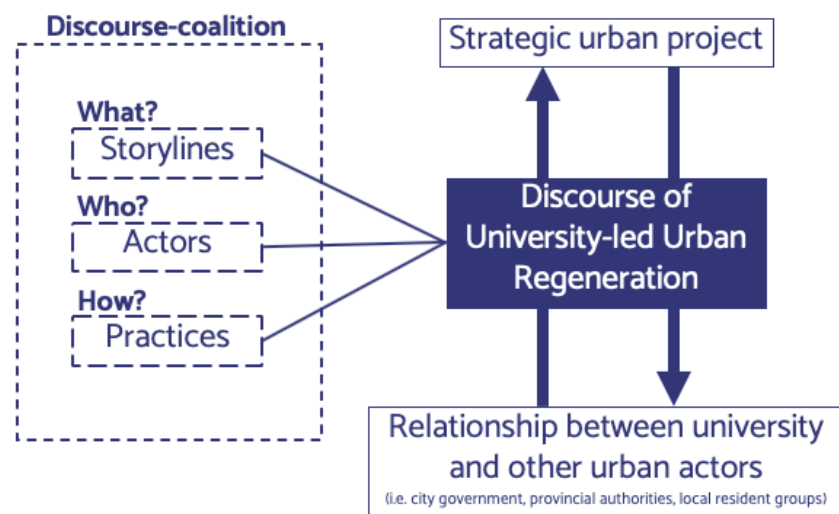 Discourse-coalition
What?
Storylines
Who?
Actors
How?
Practices
Strategic urban project
Discourse of
University-led Urban
Regeneration
Relationship between university
and other urban actors
(i.e. city government, provincial authorities, local resident groups)